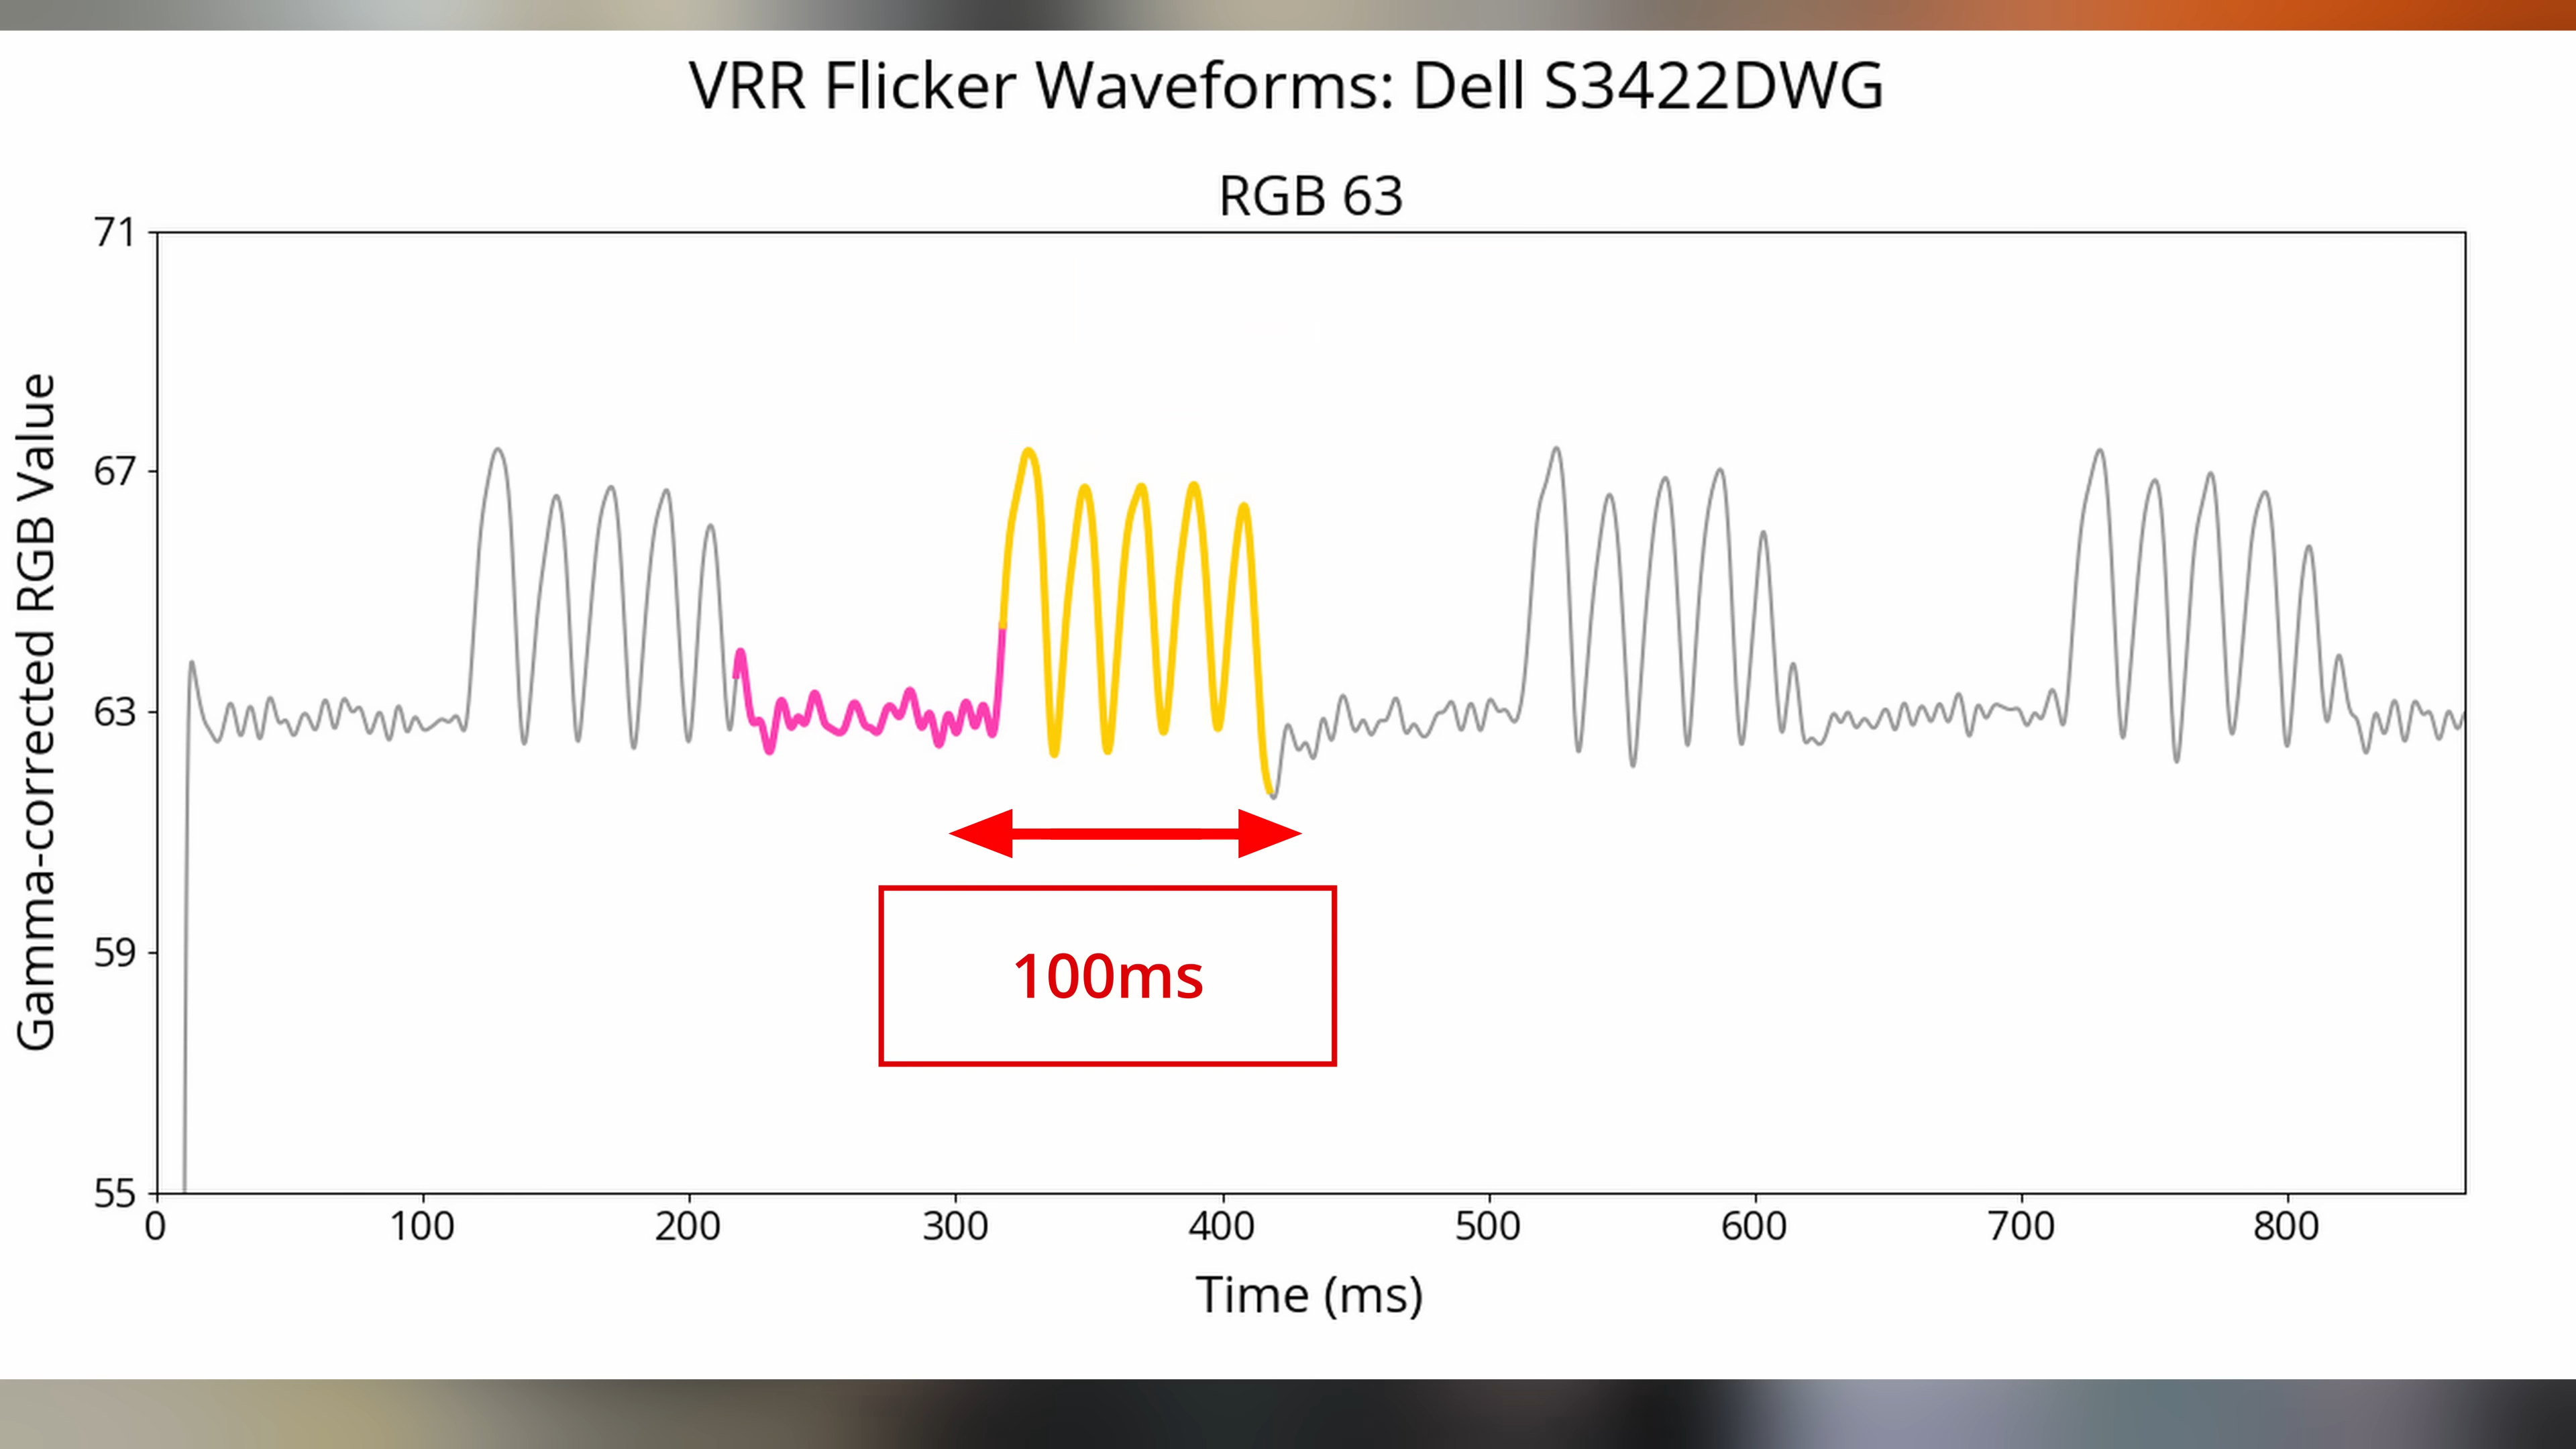 VRR Flicker Waveforms: Dell S3422DWG
RGB 63
Gamma-corrected RGB Value
71
67
63
59
55
100ms
0 100 200 300 400 500 600 700 800
Time (ms)